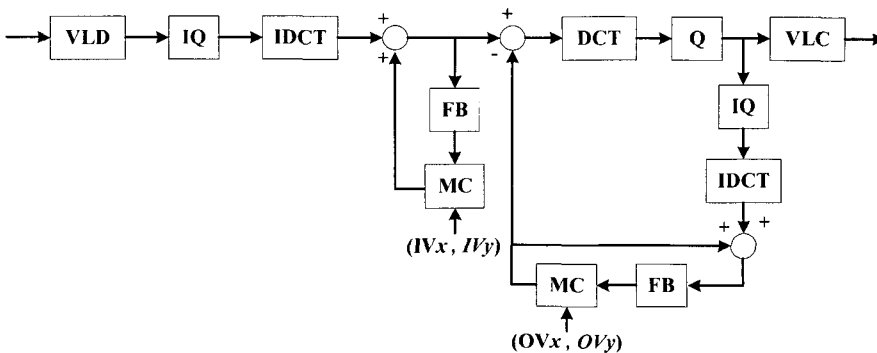 VLD IQ IDCT + + + - DCT Q VLC
FB IQ
MC IDCT
(IVx , IVy) + +
MC FB
(OVx , OVy)